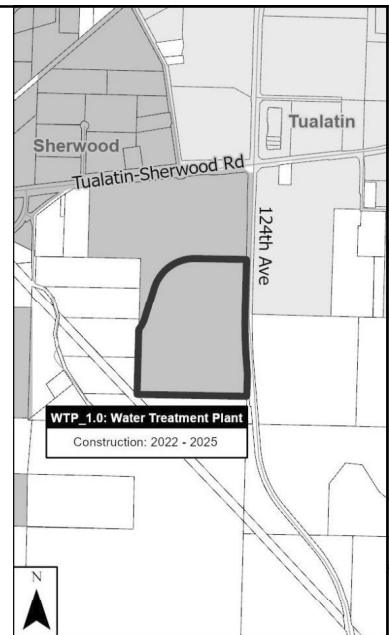 Tualatin
Sherwood
Tualatin-Sherwood Rd
124th Ave
WTP_1.0: Water Treatment Plant
Construction: 2022 - 2025
N